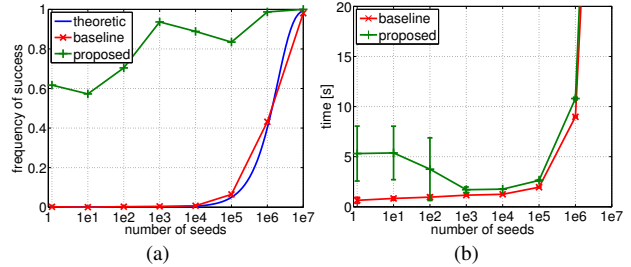 1
0.8
0.6
0.4
0.2
0
frequency of success
theoretic
baseline
proposed
1 1e1 1e2 1e3 1e4 1e5 1e6 1e7
number of seeds
(a)
20
15
10
5
0
time [s]
baseline
proposed
1 1e1 1e2 1e3 1e4 1e5 1e6 1e7
number of seeds
(b)